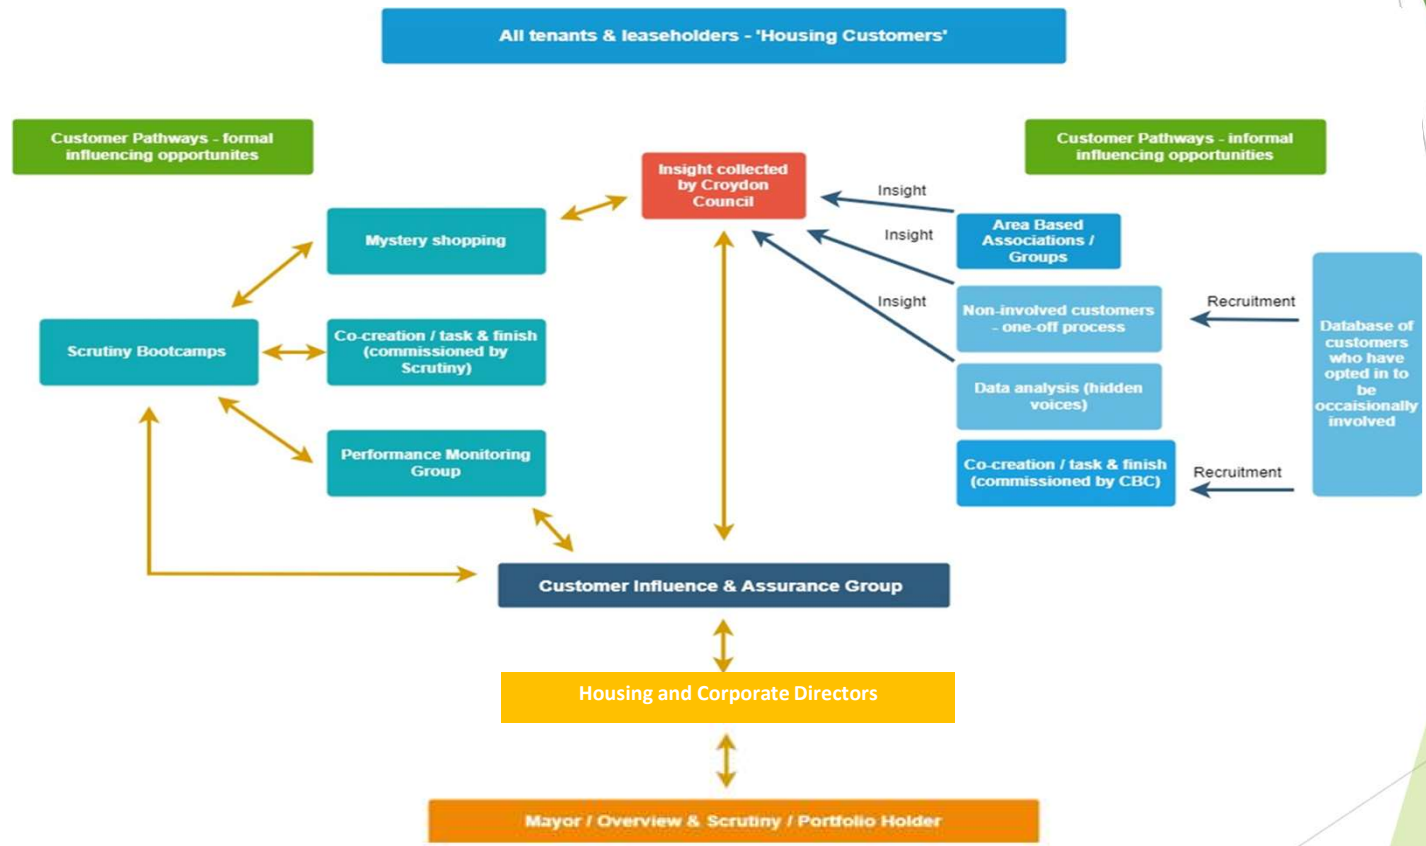 All tenants & leaseholders - 'Housing Customers'
Customer Pathways - formal
influencing opportunites
Customer Pathways - informal
influencing opportunities
Insight collected
by Croydon
Council
Insight
Insight
Insight
Area Based
Associations /
Groups
Mystery shopping
Non-involved customers
- one-off process
Recruitment
Scrutiny Bootcamps
Co-creation / task & finish
(commissioned by
Scrutiny)
Data analysis (hidden
voices)
Database of
customers
who have
opted in to
be
occaisionally
involved
Performance Monitoring
Group
Co-creation / task & finish
(commissioned by CBC)
Recruitment
Customer Influence & Assurance Group
Housing and Corporate Directors
Mayor / Overview & Scrutiny / Portfolio Holder